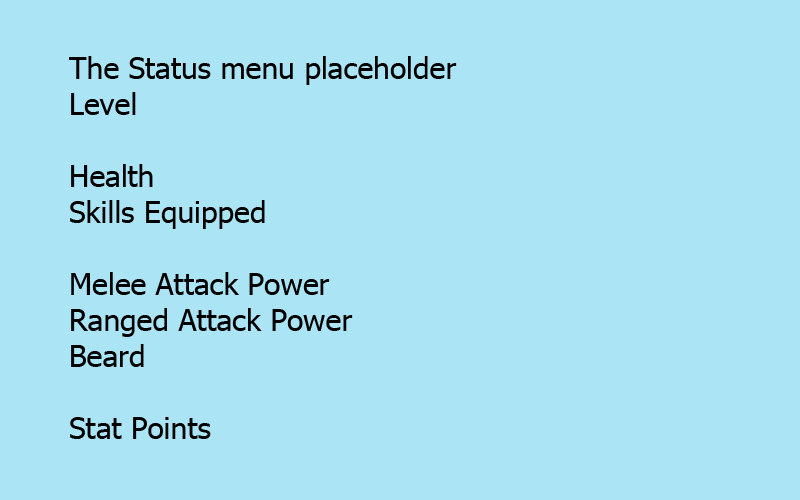 The Status menu placeholder
Level
Health
Skills Equipped
Melee Attack Power
Ranged Attack Power
Beard
Stat Points